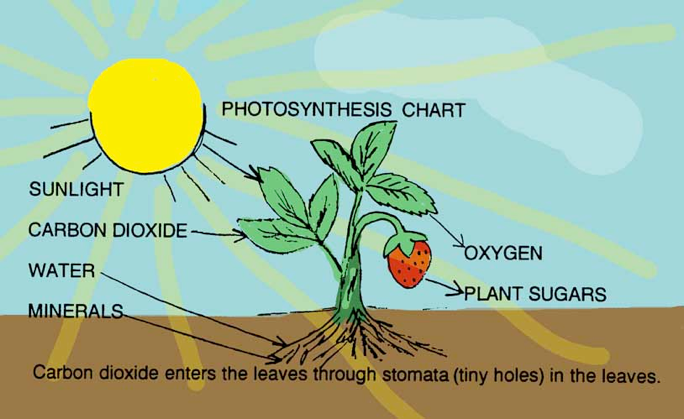 PHOTOSYNTHESIS CHART
SUNLIGHT
CARBON DIOXIDE
WATER
MINERALS
OXYGEN
PLANT SUGARS
Carbon dioxide enters the leaves through stomata (tiny holes) in the leaves.